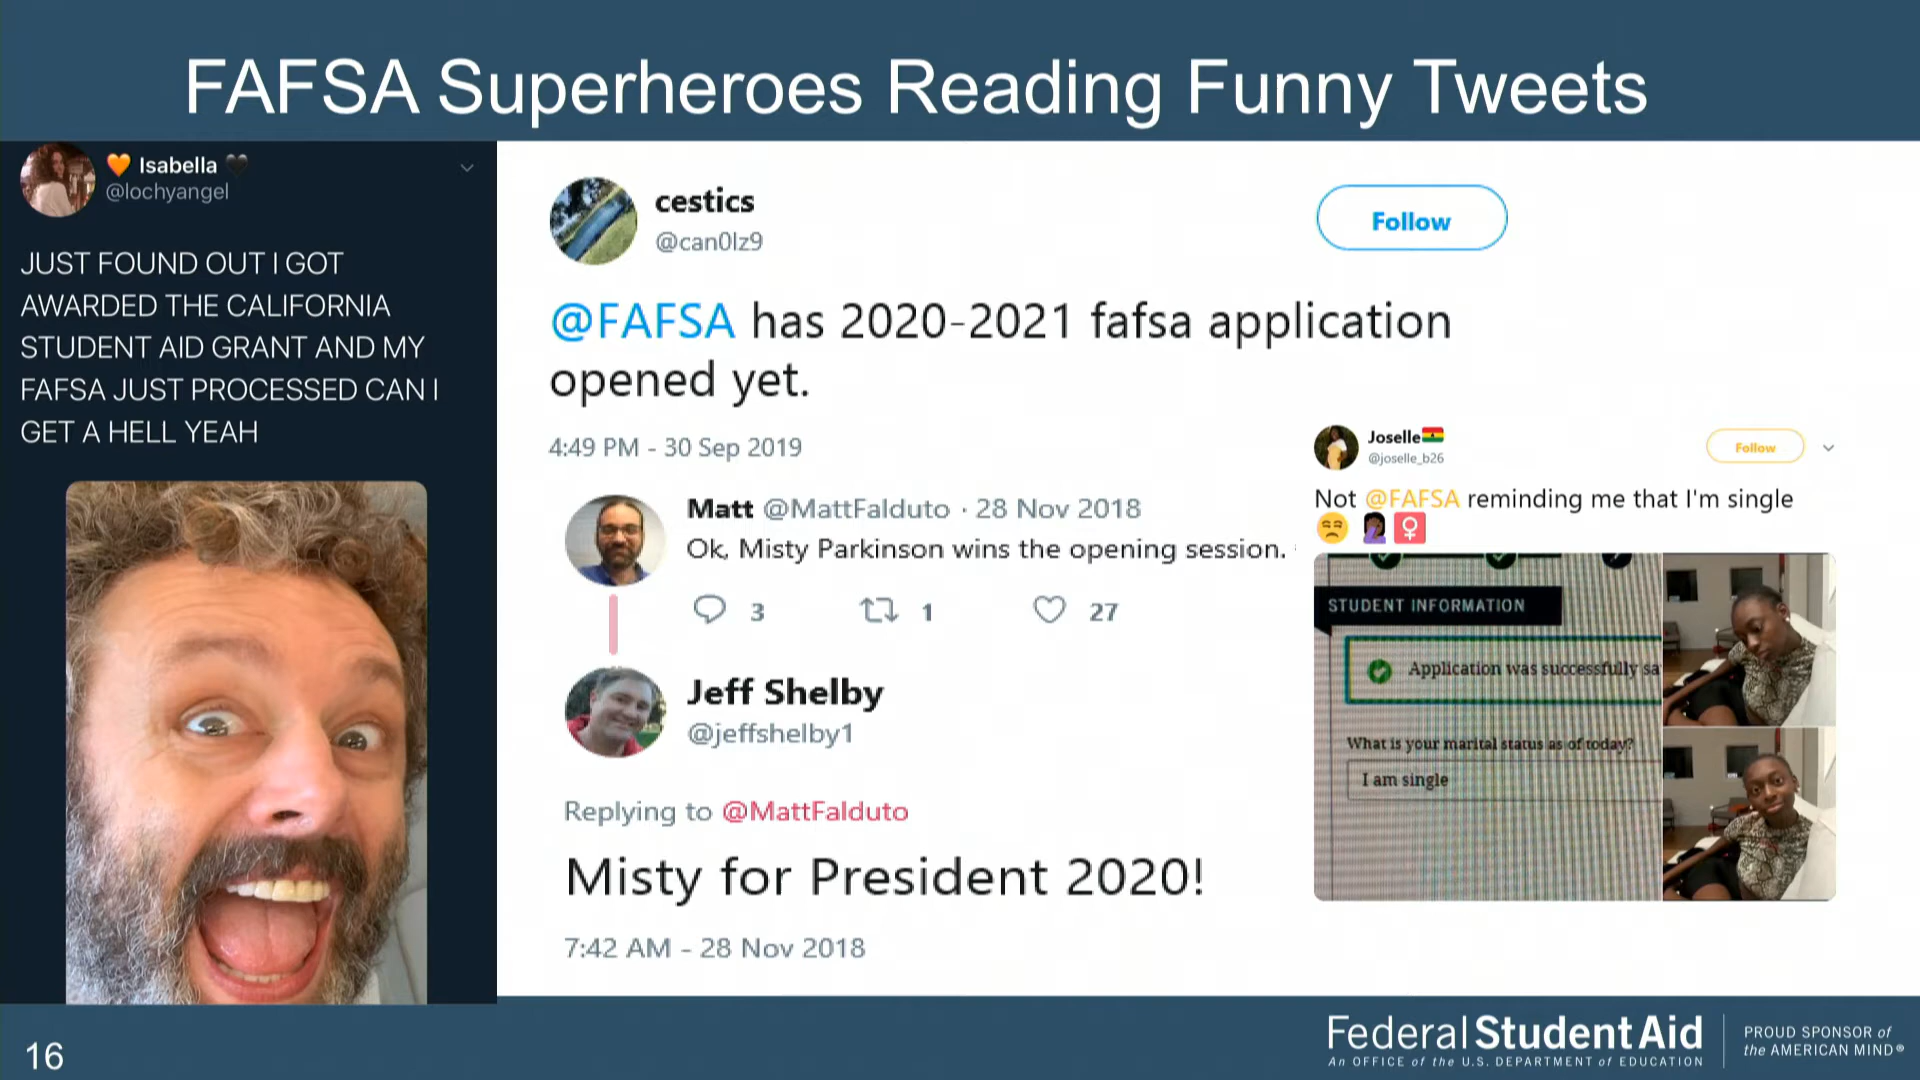 FAFSA Superheroes Reading Funny Tweets
🧡 Isabella 🖤
@lochyangel
JUST FOUND OUT I GOT
AWARDED THE CALIFORNIA
STUDENT AID GRANT AND MY
FAFSA JUST PROCESSED CAN I
GET A HELL YEAH
cestics
@can0lz9
Follow
@FAFSA has 2020-2021 fafsa application
opened yet.
4:49 PM - 30 Sep 2019
Matt @MattFalduto · 28 Nov 2018
Ok, Misty Parkinson wins the opening session.
3 1 27
Jeff Shelby
@jeffshelby1
Replying to @MattFalduto
Misty for President 2020!
7:42 AM - 28 Nov 2018
Joselle🇬🇭
@joselle_b26
Follow
Not @FAFSA reminding me that I'm single
STUDENT INFORMATION
Application was successfully sa
What is your marital status as of today?
I am single
16
Federal Student Aid
An OFFICE of the U.S. DEPARTMENT of EDUCATION
PROUD SPONSOR of
the AMERICAN MIND®